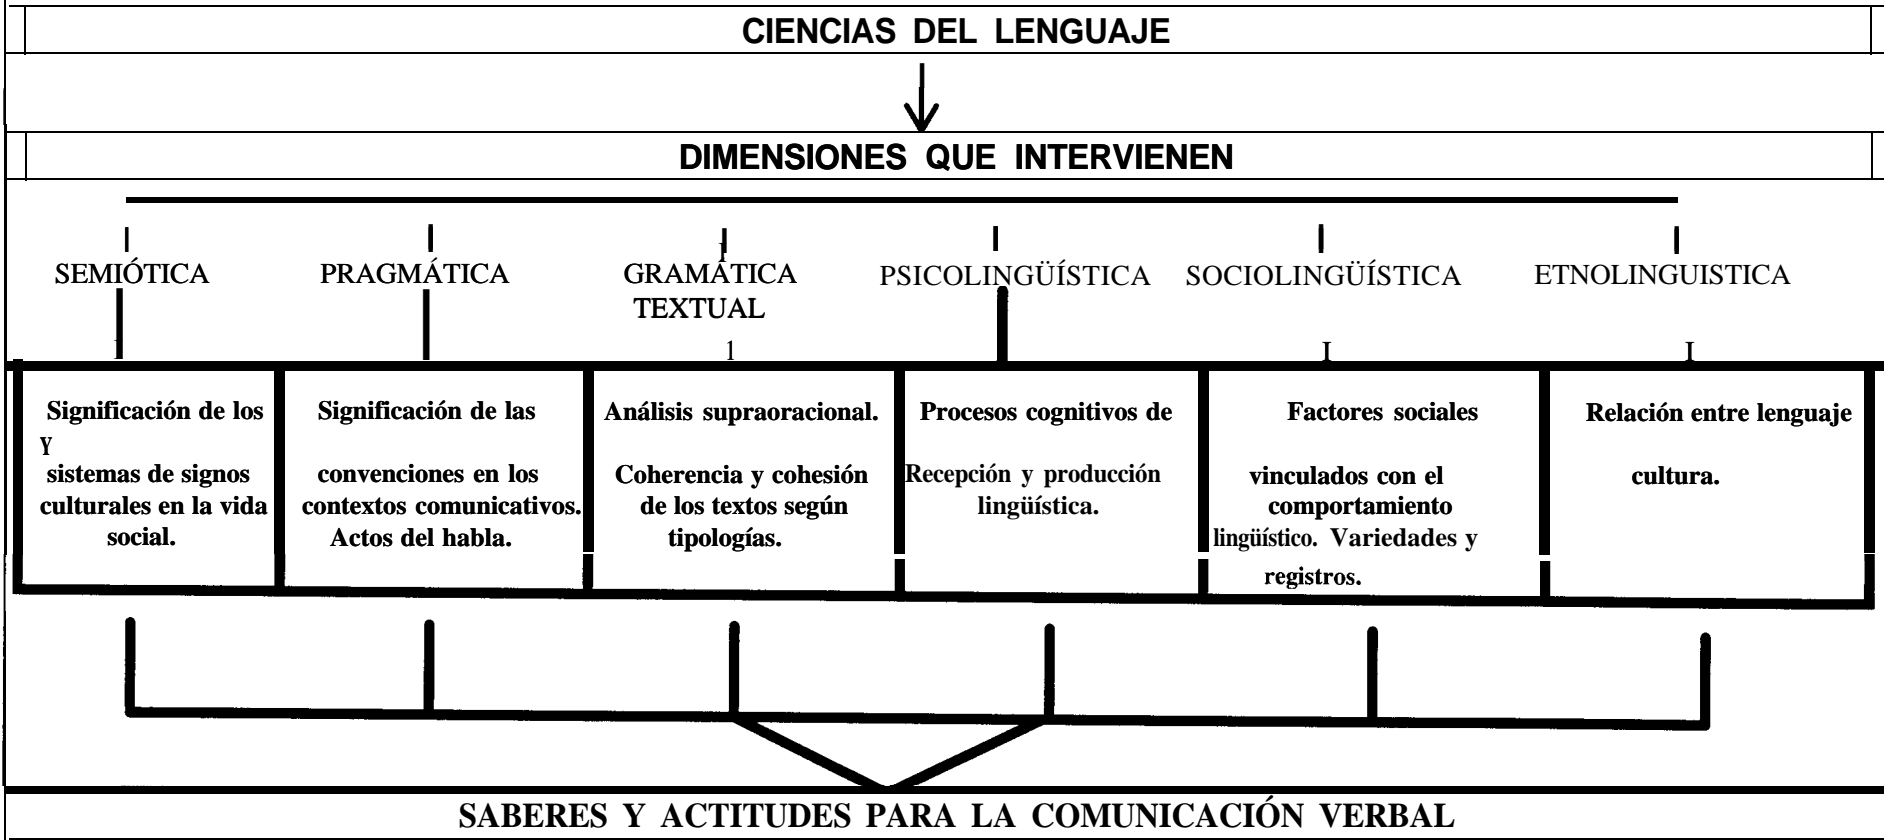 CIENCIAS DEL LENGUAJE
DIMENSIONES QUE INTERVIENEN
SEMIÓTICA
PRAGMÁTICA
GRAMÁTICA
TEXTUAL
PSICOLINGÜÍSTICA
SOCIOLINGÜÍSTICA
ETNOLINGUISTICA
Significación de los
Y
sistemas de signos
culturales en la vida
social.
Significación de las
convenciones en los
contextos comunicativos.
Actos del habla.
Análisis supraoracional.
Coherencia y cohesión
de los textos según
tipologías.
Procesos cognitivos de
Recepción y producción
lingüística.
Factores sociales
vinculados con el
comportamiento
lingüístico. Variedades y
registros.
Relación entre lenguaje
cultura.
SABERES Y ACTITUDES PARA LA COMUNICACIÓN VERBAL